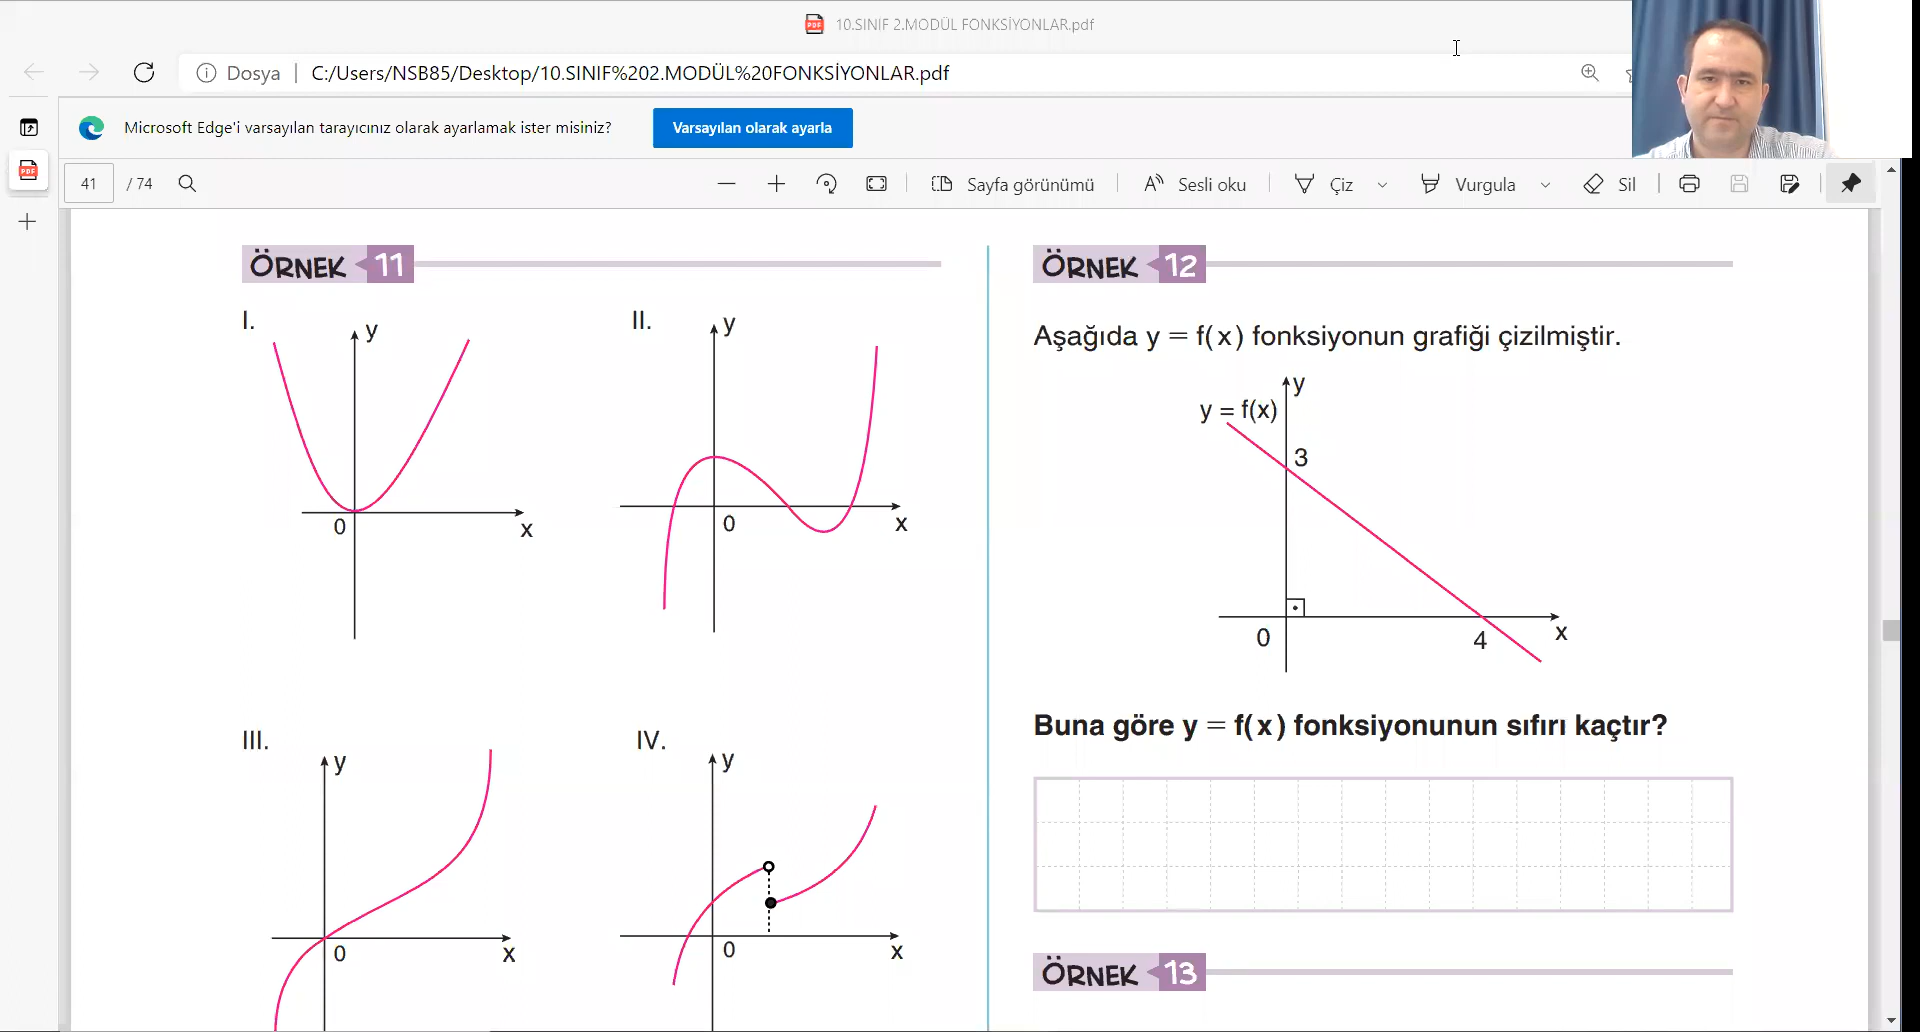 10.SINIF 2.MODÜL FONKSİYONLAR.pdf
Dosya | C:/Users/NSB85/Desktop/10.SINIF%202.MODÜL%20FONKSİYONLAR.pdf
Microsoft Edge'i varsayılan tarayıcınız olarak ayarlamak ister misiniz?
Varsayılan olarak ayarla
PDF
41 / 74
Sayfa görünümü
A Sesli oku
Çiz
Vurgula
Sil
ÖRNEK 11
I.
y
0
x
II.
y
0
x
III.
y
0
x
IV.
y
0
x
ÖRNEK 12
Aşağıda y = f(x) fonksiyonun grafiği çizilmiştir.
y
y = f(x)
3
0
4
x
Buna göre y = f(x) fonksiyonunun sıfırı kaçtır?
ÖRNEK 13